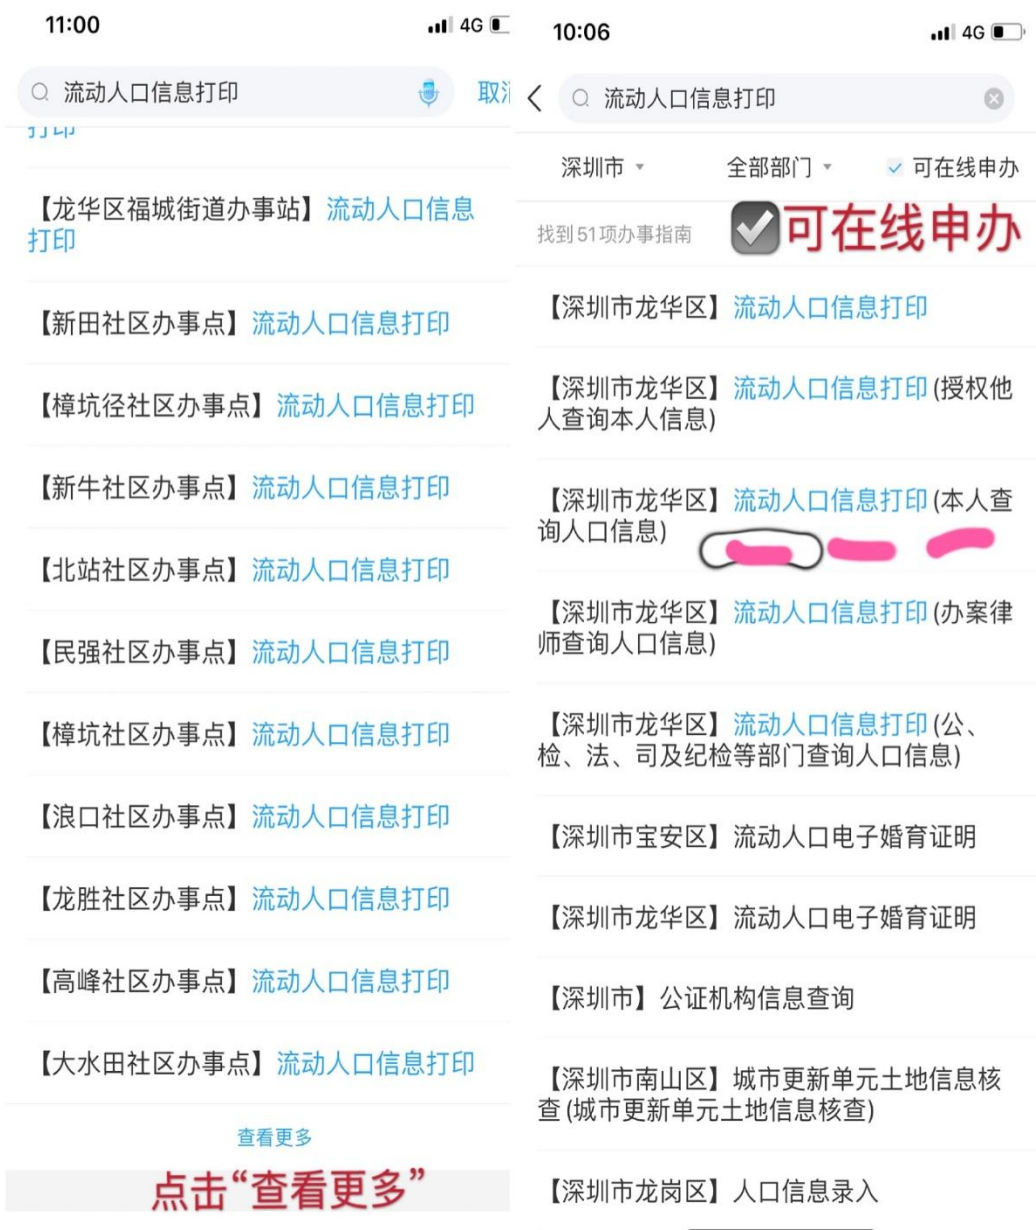 11:00
4G
流动人口信息打印
取消
打印
【龙华区福城街道办事站】流动人口信息
打印
【新田社区办事点】流动人口信息打印
【樟坑径社区办事点】流动人口信息打印
【新牛社区办事点】流动人口信息打印
【北站社区办事点】流动人口信息打印
【民强社区办事点】流动人口信息打印
【樟坑社区办事点】流动人口信息打印
【浪口社区办事点】流动人口信息打印
【龙胜社区办事点】流动人口信息打印
【高峰社区办事点】流动人口信息打印
【大水田社区办事点】流动人口信息打印
查看更多
点击“查看更多”
10:06
4G
流动人口信息打印
深圳市
全部部门
可在线申办
找到51项办事指南
可在线申办
【深圳市龙华区】流动人口信息打印
【深圳市龙华区】流动人口信息打印(授权他
人查询本人信息)
【深圳市龙华区】流动人口信息打印(本人查
询人口信息)
【深圳市龙华区】流动人口信息打印(办案律
师查询人口信息)
【深圳市龙华区】流动人口信息打印(公、
检、法、司及纪检等部门查询人口信息)
【深圳市宝安区】流动人口电子婚育证明
【深圳市龙华区】流动人口电子婚育证明
【深圳市】公证机构信息查询
【深圳市南山区】城市更新单元土地信息核
查(城市更新单元土地信息核查)
【深圳市龙岗区】人口信息录入